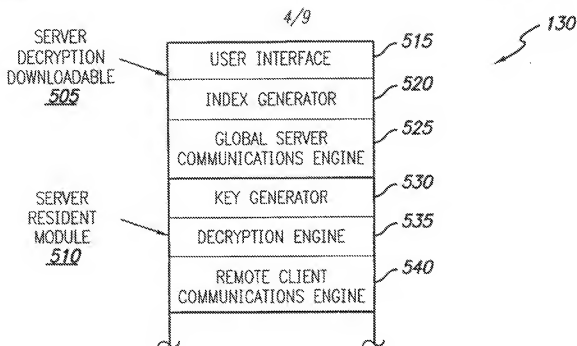 4/9
130
SERVER
DECRYPTION
DOWNLOADABLE
505
USER INTERFACE
515
INDEX GENERATOR
520
GLOBAL SERVER
COMMUNICATIONS ENGINE
525
SERVER
RESIDENT
MODULE
510
KEY GENERATOR
530
DECRYPTION ENGINE
535
REMOTE CLIENT
COMMUNICATIONS ENGINE
540